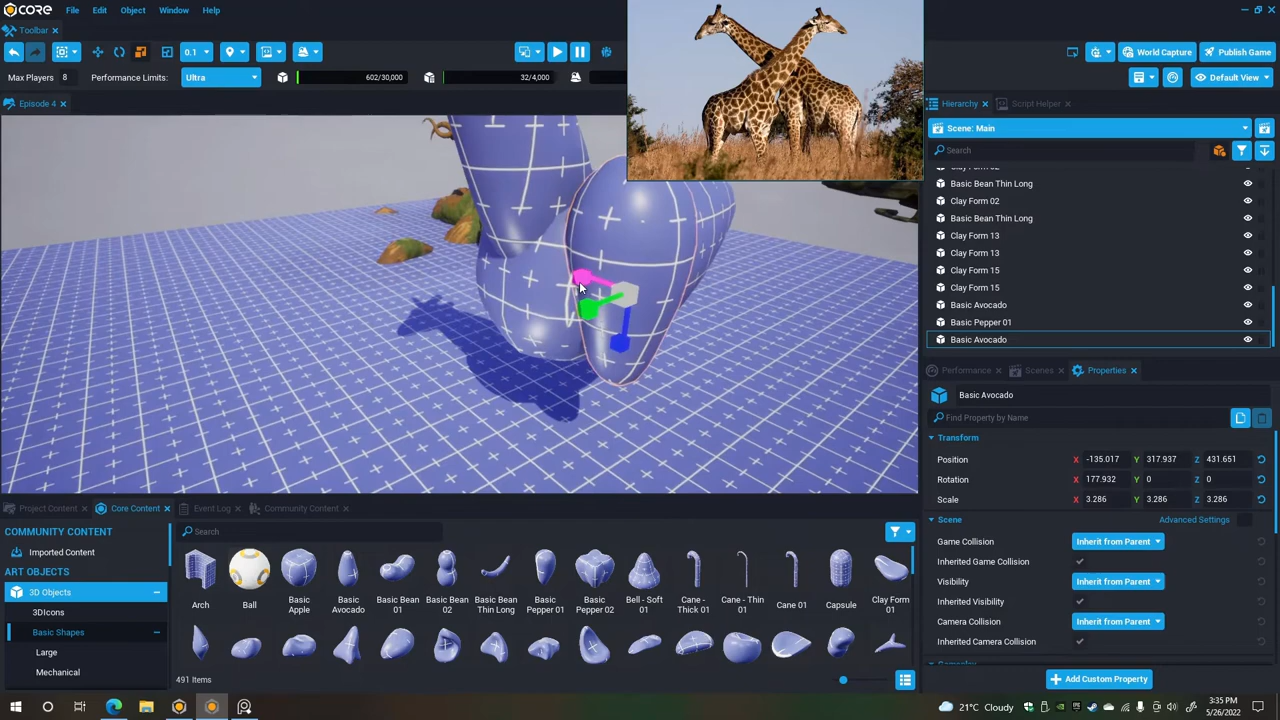 CORE File Edit Object Window Help
Toolbar
0.1
World Capture Publish Game
Max Players 8 Performance Limits: Ultra 602/30,000 32/4,000
Default View
Episode 4
Hierarchy Script Helper
Scene: Main
Search
Basic Bean Thin Long
Clay Form 02
Basic Bean Thin Long
Clay Form 13
Clay Form 13
Clay Form 15
Clay Form 15
Basic Avocado
Basic Pepper 01
Basic Avocado
Performance Scenes Properties
Basic Avocado
Find Property by Name
Transform
Position X -135.017 Y 317.937 Z 431.651
Rotation X 177.932 Y 0 Z 0
Scale X 3.286 Y 3.286 Z 3.286
Scene Advanced Settings
Game Collision Inherit from Parent
Inherited Game Collision
Visibility Inherit from Parent
Inherited Visibility
Camera Collision Inherit from Parent
Inherited Camera Collision
Add Custom Property
Project Content Core Content Event Log Community Content
COMMUNITY CONTENT
Imported Content
ART OBJECTS
3D Objects
3DIcons
Basic Shapes
Large
Mechanical
Search
Arch
Ball
Basic Apple
Basic Avocado
Basic Bean 01
Basic Bean 02
Basic Bean Thin Long
Basic Pepper 01
Basic Pepper 02
Bell - Soft 01
Cane - Thick 01
Cane - Thin 01
Cane 01
Capsule
Clay Form 01
491 Items
21°C Cloudy
3:35 PM
5/26/2022